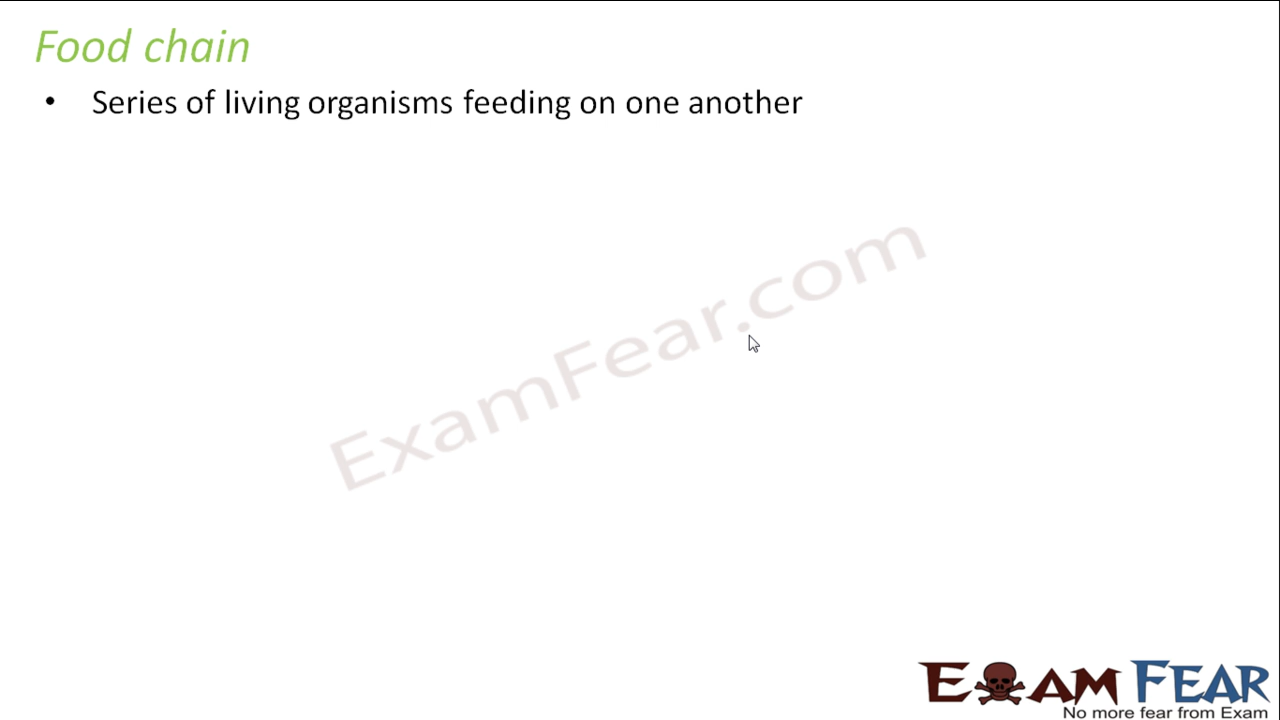 Food chain
• Series of living organisms feeding on one another
ExamFear.com
EXAM FEAR
No more fear from Exam